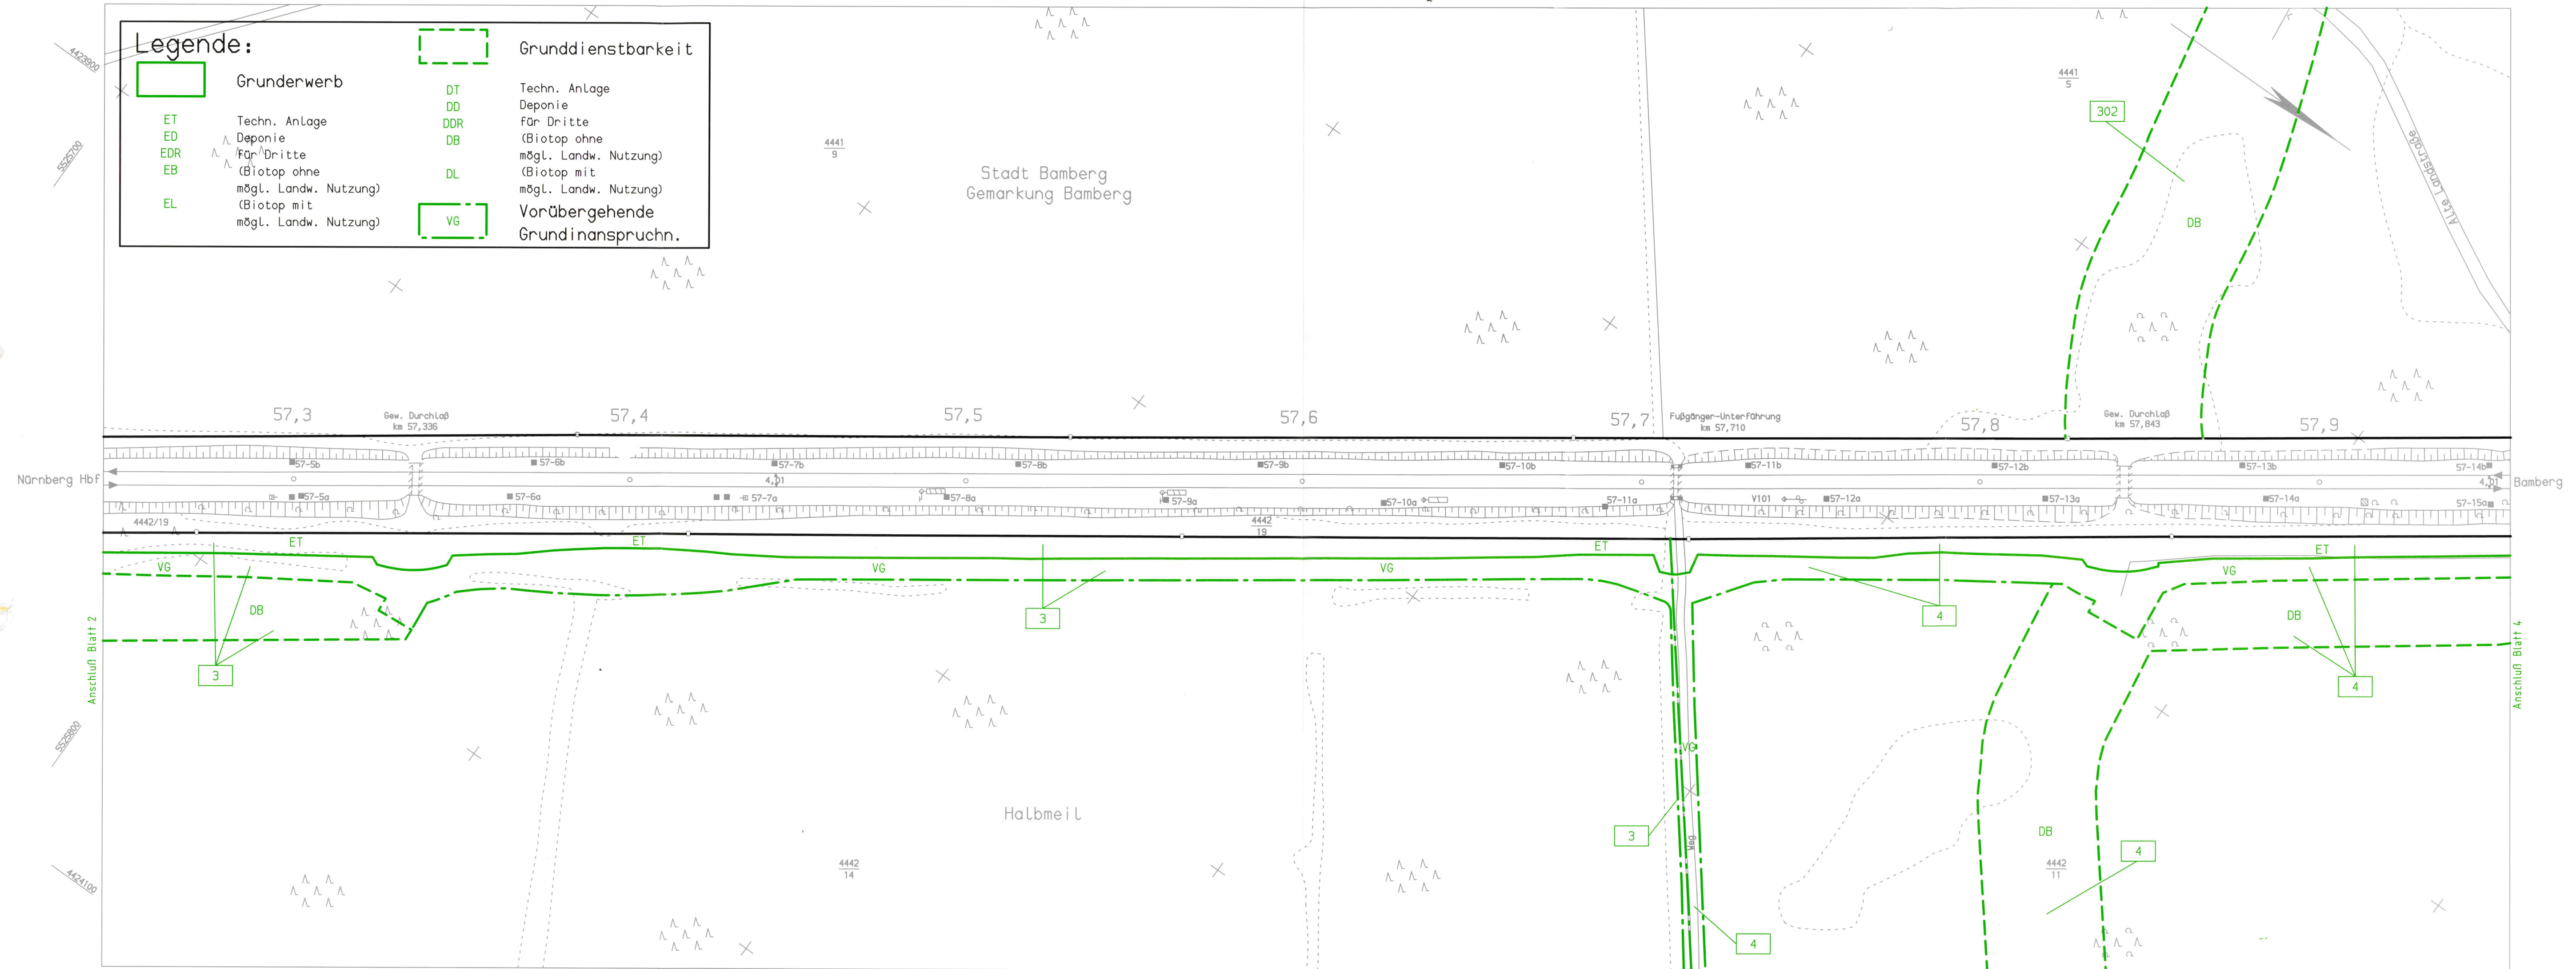 Legende:
Grunderwerb
ET Techn. Anlage
ED Deponie
EDR für Dritte
EB (Biotop ohne
mögl. Landw. Nutzung)
EL (Biotop mit
mögl. Landw. Nutzung)
Grunddienstbarkeit
DT Techn. Anlage
DD Deponie
DDR für Dritte
DB (Biotop ohne
mögl. Landw. Nutzung)
DL (Biotop mit
mögl. Landw. Nutzung)
VG Vorübergehende
Grundinanspruchn.
4423900
5525700
4441
9
Stadt Bamberg
Gemarkung Bamberg
4441
5
302
DB
Alte Landstraße
57,3
Gew. Durchlaß
km 57,336
57,4
57,5
57,6
57,7
Fußgänger-Unterführung
km 57,710
57,8
Gew. Durchlaß
km 57,843
57,9
57-5b
57-6b
57-7b
57-8b
57-9b
57-10b
57-11b
57-12b
57-13b
57-14b
Nürnberg Hbf
4,01
4,01
Bamberg
57-5a
57-6a
57-7a
57-8a
57-9a
57-10a
57-11a
V101
57-12a
57-13a
57-14a
57-15a
4442/19
4442
19
ET
ET
ET
ET
VG
VG
VG
VG
DB
DB
3
3
4
4
Anschluß Blatt 2
Anschluß Blatt 4
5525800
4424100
VG
Halbmeil
3
Weg
DB
4
4442
14
4442
11
4